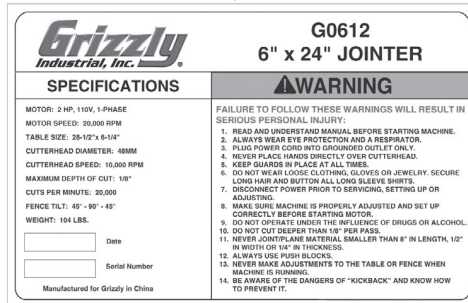 Grizzly
Industrial, Inc.®
G0612
6" x 24" JOINTER
SPECIFICATIONS
MOTOR: 2 HP, 110V, 1-PHASE
MOTOR SPEED: 20,000 RPM
TABLE SIZE: 28-1/2"x 6-1/4"
CUTTERHEAD DIAMETER: 48MM
CUTTERHEAD SPEED: 10,000 RPM
MAXIMUM DEPTH OF CUT: 1/8"
CUTS PER MINUTE: 20,000
FENCE TILT: 45° - 90° - 45°
WEIGHT: 104 LBS.
Date
Serial Number
Manufactured for Grizzly in China
WARNING
FAILURE TO FOLLOW THESE WARNINGS WILL RESULT IN
SERIOUS PERSONAL INJURY:
1. READ AND UNDERSTAND MANUAL BEFORE STARTING MACHINE.
2. ALWAYS WEAR EYE PROTECTION AND A RESPIRATOR.
3. PLUG POWER CORD INTO GROUNDED OUTLET ONLY.
4. NEVER PLACE HANDS DIRECTLY OVER CUTTERHEAD.
5. KEEP GUARDS IN PLACE AT ALL TIMES.
6. DO NOT WEAR LOOSE CLOTHING, GLOVES OR JEWELRY. SECURE
LONG HAIR AND BUTTON ALL LONG SLEEVE SHIRTS.
7. DISCONNECT POWER PRIOR TO SERVICING, SETTING UP OR
ADJUSTING.
8. MAKE SURE MACHINE IS PROPERLY ADJUSTED AND SET UP
CORRECTLY BEFORE STARTING MOTOR.
9. DO NOT OPERATE UNDER THE INFLUENCE OF DRUGS OR ALCOHOL.
10. DO NOT CUT DEEPER THAN 1/8" PER PASS.
11. NEVER JOINT/PLANE MATERIAL SMALLER THAN 8" IN LENGTH, 1/2"
IN WIDTH OR 1/4" IN THICKNESS.
12. ALWAYS USE PUSH BLOCKS.
13. NEVER MAKE ADJUSTMENTS TO THE TABLE OR FENCE WHEN
MACHINE IS RUNNING.
14. BE AWARE OF THE DANGERS OF "KICKBACK" AND KNOW HOW
TO PREVENT IT.